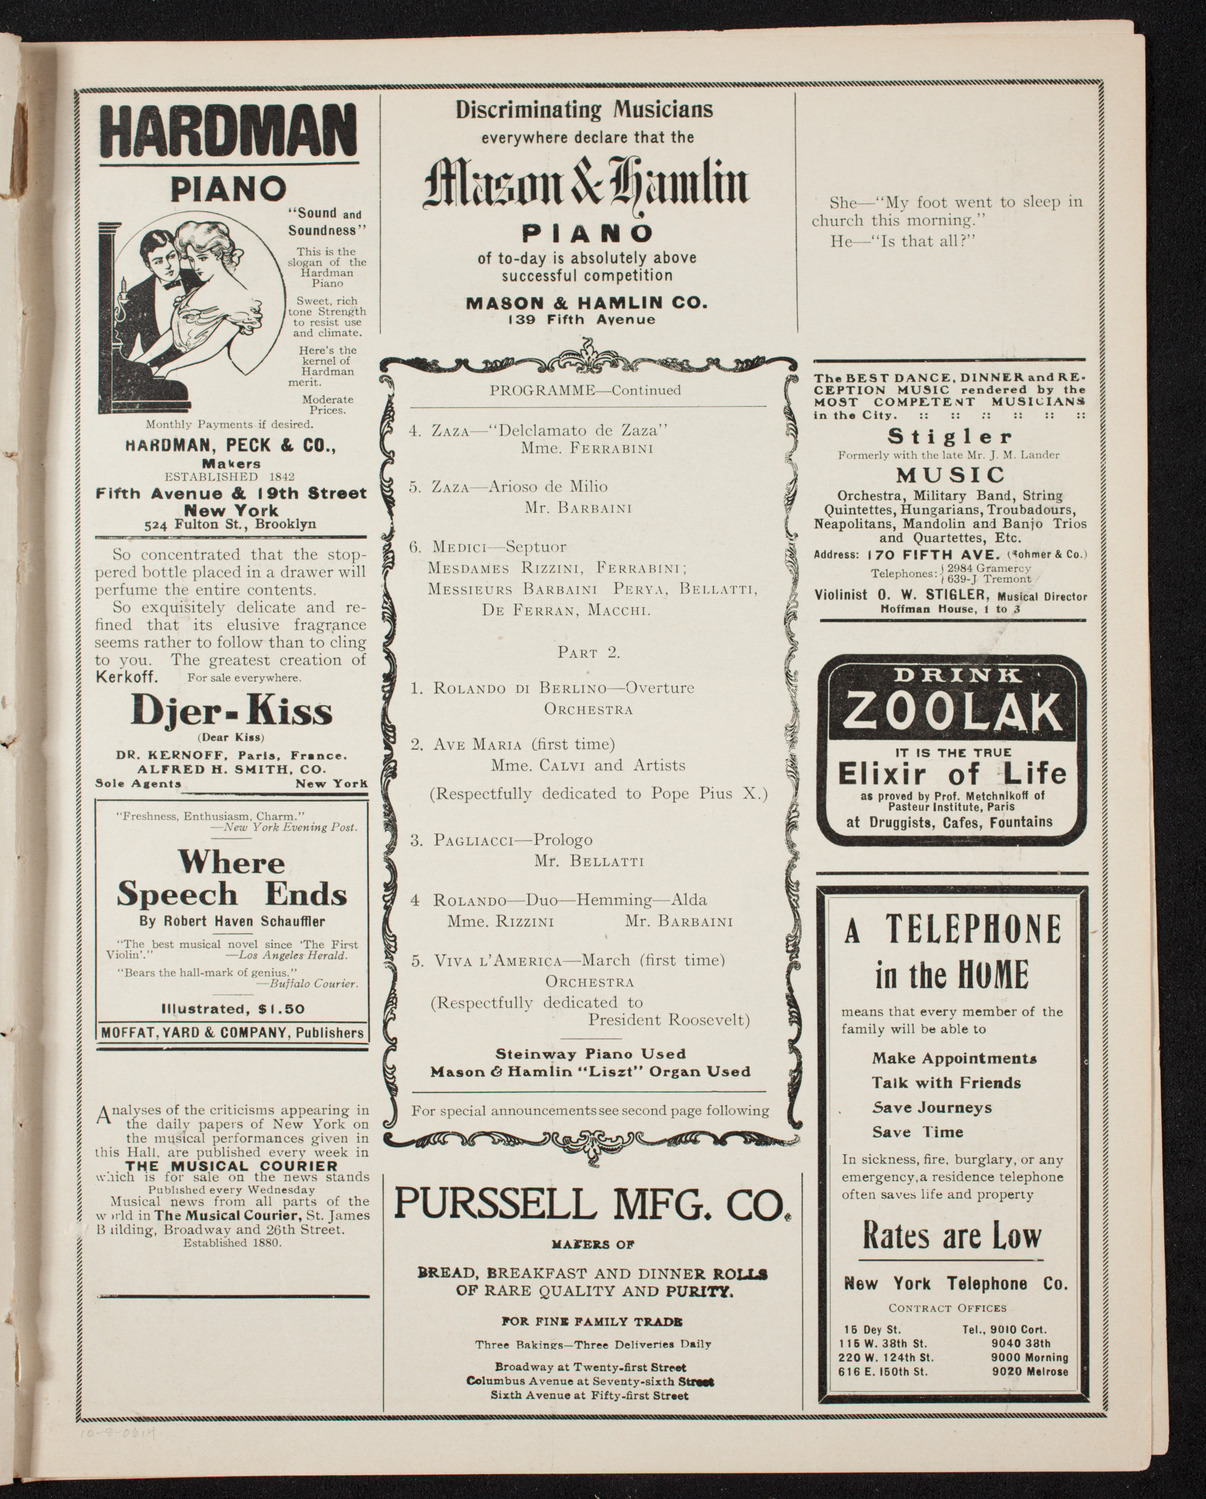 HARDMAN
PIANO
"Sound and
Soundness"
This is the
slogan of the
Hardman
Piano
Sweet, rich
tone Strength
to resist use
and climate.
Here's the
kernel of
Hardman
merit.
Moderate
Prices.
Monthly Payments if desired.
HARDMAN, PECK & CO.,
Makers
ESTABLISHED 1842
Fifth Avenue & 19th Street
New York
524 Fulton St., Brooklyn
So concentrated that the stop-
pered bottle placed in a drawer will
perfume the entire contents.
So exquisitely delicate and re-
fined that its elusive fragrance
seems rather to follow than to cling
to you. The greatest creation of
Kerkoff. For sale everywhere.
Djer-Kiss
(Dear Kiss)
DR. KERNOFF, Paris, France.
ALFRED H. SMITH, CO.
Sole Agents New York
"Freshness, Enthusiasm, Charm."
—New York Evening Post.
Where
Speech Ends
By Robert Haven Schauffler
"The best musical novel since 'The First
Violin'." —Los Angeles Herald.
"Bears the hall-mark of genius."
—Buffalo Courier.
Illustrated, $1.50
MOFFAT, YARD & COMPANY, Publishers
Analyses of the criticisms appearing in
the daily papers of New York on
the musical performances given in
this Hall, are published every week in
THE MUSICAL COURIER
which is for sale on the news stands
Published every Wednesday
Musical news from all parts of the
w rld in The Musical Courier, St. James
B ilding, Broadway and 26th Street.
Established 1880.
Discriminating Musicians
everywhere declare that the
Mason & Hamlin
PIANO
of to-day is absolutely above
successful competition
MASON & HAMLIN CO.
139 Fifth Avenue
PROGRAMME—Continued
4. ZAZA—"Delclamato de Zaza"
Mme. FERRABINI
5. ZAZA—Arioso de Milio
Mr. BARBAINI
6. MEDICI—Septuor
MESDAMES RIZZINI, FERRABINI;
MESSIEURS BARBAINI PERYA, BELLATTI,
DE FERRAN, MACCHI.
PART 2.
1. ROLANDO DI BERLINO—Overture
ORCHESTRA
2. AVE MARIA (first time)
Mme. CALVI and Artists
(Respectfully dedicated to Pope Pius X.)
3. PAGLIACCI—Prologo
Mr. BELLATTI
4 ROLANDO—Duo—Hemming—Alda
Mme. RIZZINI Mr. BARBAINI
5. VIVA L'AMERICA—March (first time)
ORCHESTRA
(Respectfully dedicated to
President Roosevelt)
Steinway Piano Used
Mason & Hamlin "Liszt" Organ Used
For special announcements see second page following
PURSSELL MFG. CO.
MAKERS OF
BREAD, BREAKFAST AND DINNER ROLLS
OF RARE QUALITY AND PURITY.
FOR FINE FAMILY TRADE
Three Bakings—Three Deliveries Daily
Broadway at Twenty-first Street
Columbus Avenue at Seventy-sixth Street
Sixth Avenue at Fifty-first Street
She—"My foot went to sleep in
church this morning."
He—"Is that all?"
The BEST DANCE, DINNER and RE-
CEPTION MUSIC rendered by the
MOST COMPETENT MUSICIANS
in the City. :: :: :: :: :: ::
Stigler
Formerly with the late Mr. J. M. Lander
MUSIC
Orchestra, Military Band, String
Quintettes, Hungarians, Troubadours,
Neapolitans, Mandolin and Banjo Trios
and Quartettes, Etc.
Address: 170 FIFTH AVE. (Rohmer & Co.)
Telephones: { 2984 Gramercy
639-J Tremont
Violinist O. W. STIGLER, Musical Director
Hoffman House, 1 to 3
DRINK
ZOOLAK
IT IS THE TRUE
Elixir of Life
as proved by Prof. Metchnikoff of
Pasteur Institute, Paris
at Druggists, Cafes, Fountains
A TELEPHONE
in the HOME
means that every member of the
family will be able to
Make Appointments
Talk with Friends
Save Journeys
Save Time
In sickness, fire, burglary, or any
emergency, a residence telephone
often saves life and property
Rates are Low
New York Telephone Co.
CONTRACT OFFICES
15 Dey St. Tel., 9010 Cort.
115 W. 38th St. 9040 38th
220 W. 124th St. 9000 Morning
616 E. 150th St. 9020 Melrose